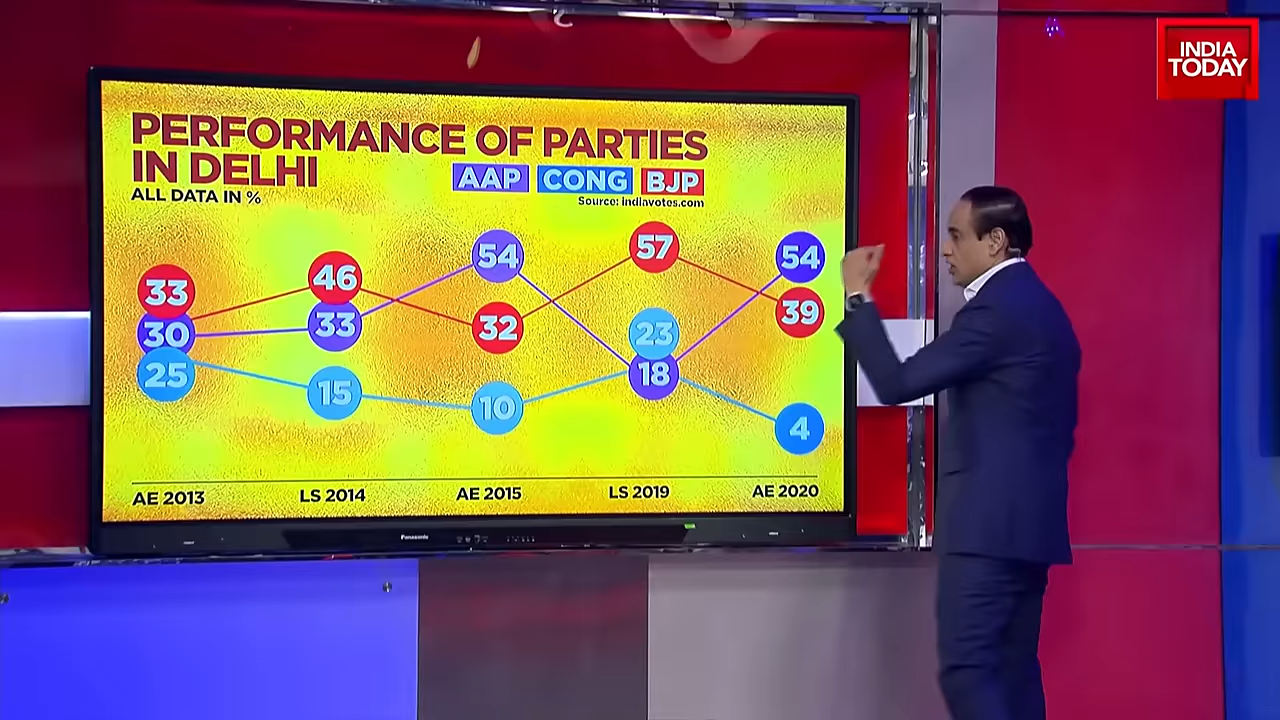 INDIA
TODAY
PERFORMANCE OF PARTIES
IN DELHI
ALL DATA IN %
AAP CONG BJP
Source: indiavotes.com
33 46 54 57 54
30 33 32 23 39
25 15 10 18 4
AE 2013 LS 2014 AE 2015 LS 2019 AE 2020
Panasonic